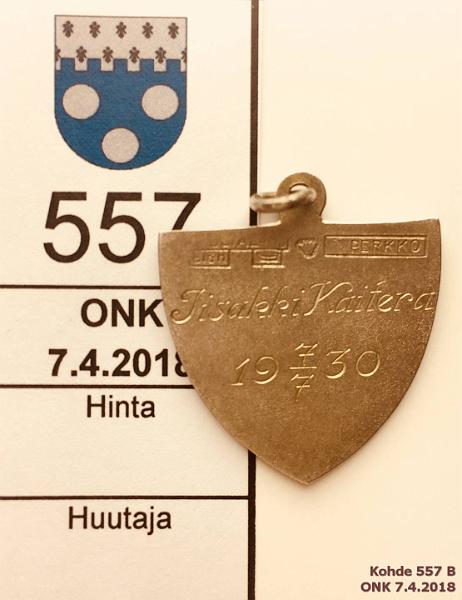 557
ONK
7.4.2018
Hinta
Huutaja
PERKKO
Iisakki Kaitera
19 7/7 30
Kohde 557 B
ONK 7.4.2018